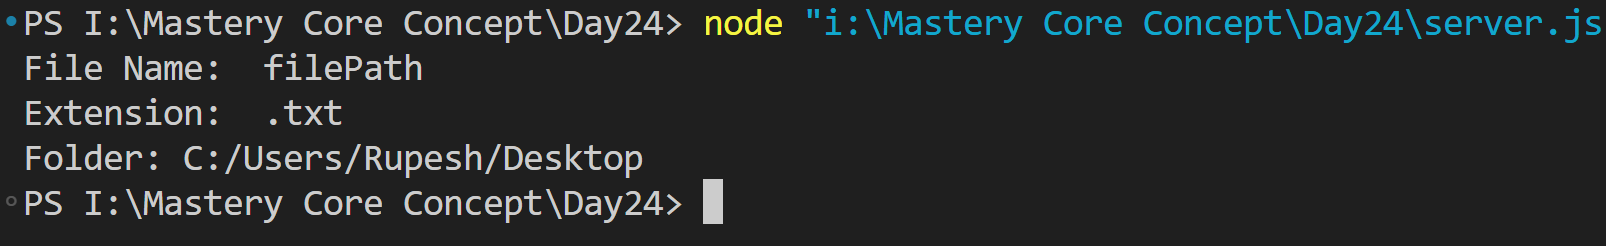 PS I:\Mastery Core Concept\Day24> node "i:\Mastery Core Concept\Day24\server.js
File Name:  filePath
Extension:  .txt
Folder: C:/Users/Rupesh/Desktop
PS I:\Mastery Core Concept\Day24>